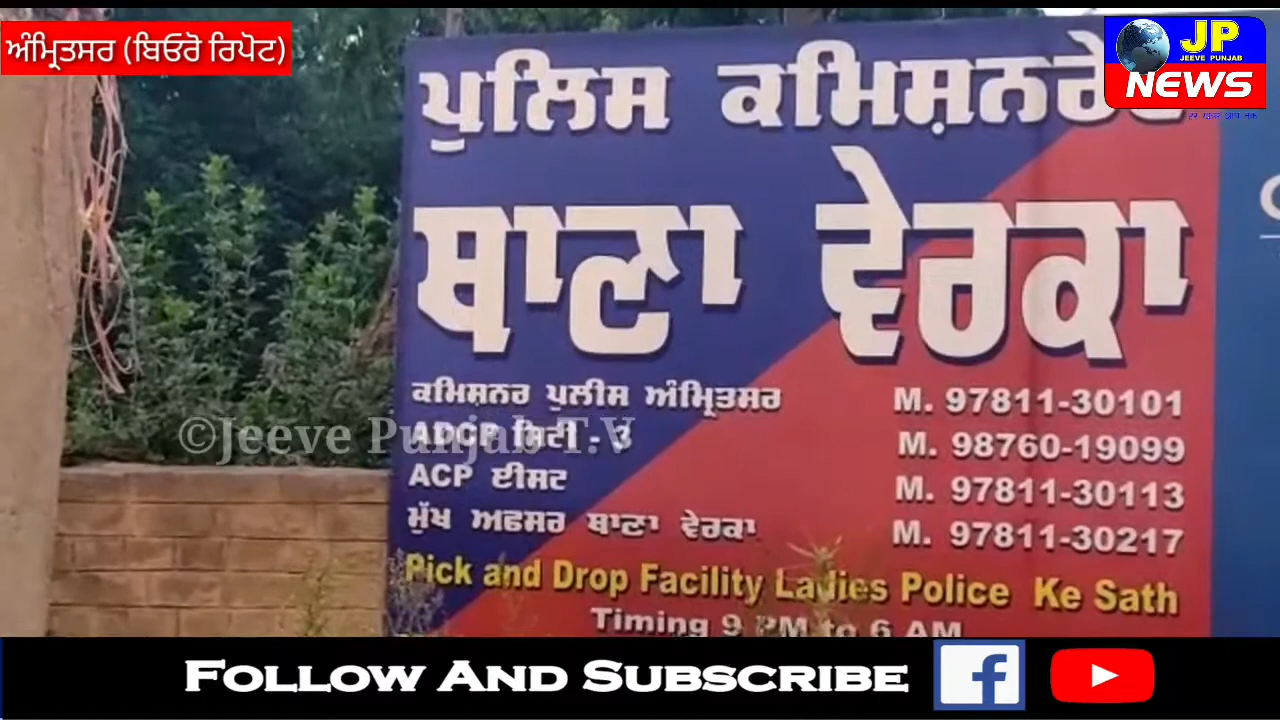 ਅੰਮ੍ਰਿਤਸਰ (ਬਿਓਰੋ ਰਿਪੋਟ)
JP
JEEVE PUNJAB
NEWS
ਪੁਲਿਸ ਕਮਿਸ਼ਨਰੇਟ
ਥਾਣਾ ਵੇਰਕਾ
ਕਮਿਸ਼ਨਰ ਪੁਲੀਸ ਅੰਮ੍ਰਿਤਸਰ M. 97811-30101
©Jeeve Punjab T.V
ADCP ਸਿਟੀ - 3 M. 98760-19099
ACP ਈਸਟ M. 97811-30113
ਮੁੱਖ ਅਫਸਰ ਥਾਣਾ ਵੇਰਕਾ M. 97811-30217
Pick and Drop Facility Ladies Police Ke Sath
Timing 9 PM to 6 AM
FOLLOW AND SUBSCRIBE